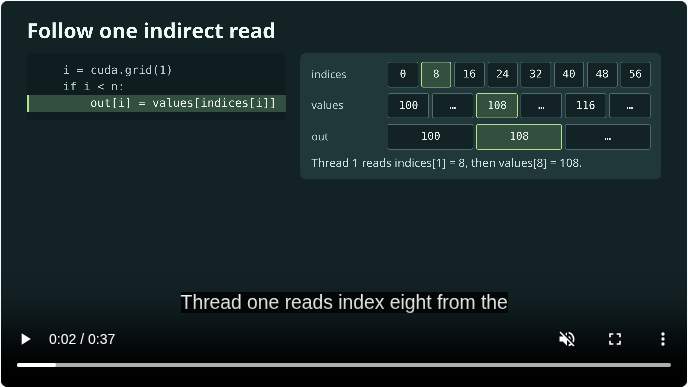 Follow one indirect read
i = cuda.grid(1)
if i < n:
out[i] = values[indices[i]]
indices 0 8 16 24 32 40 48 56
values 100 … 108 … 116 …
out 100 108 …
Thread 1 reads indices[1] = 8, then values[8] = 108.
Thread one reads index eight from the
0:02 / 0:37